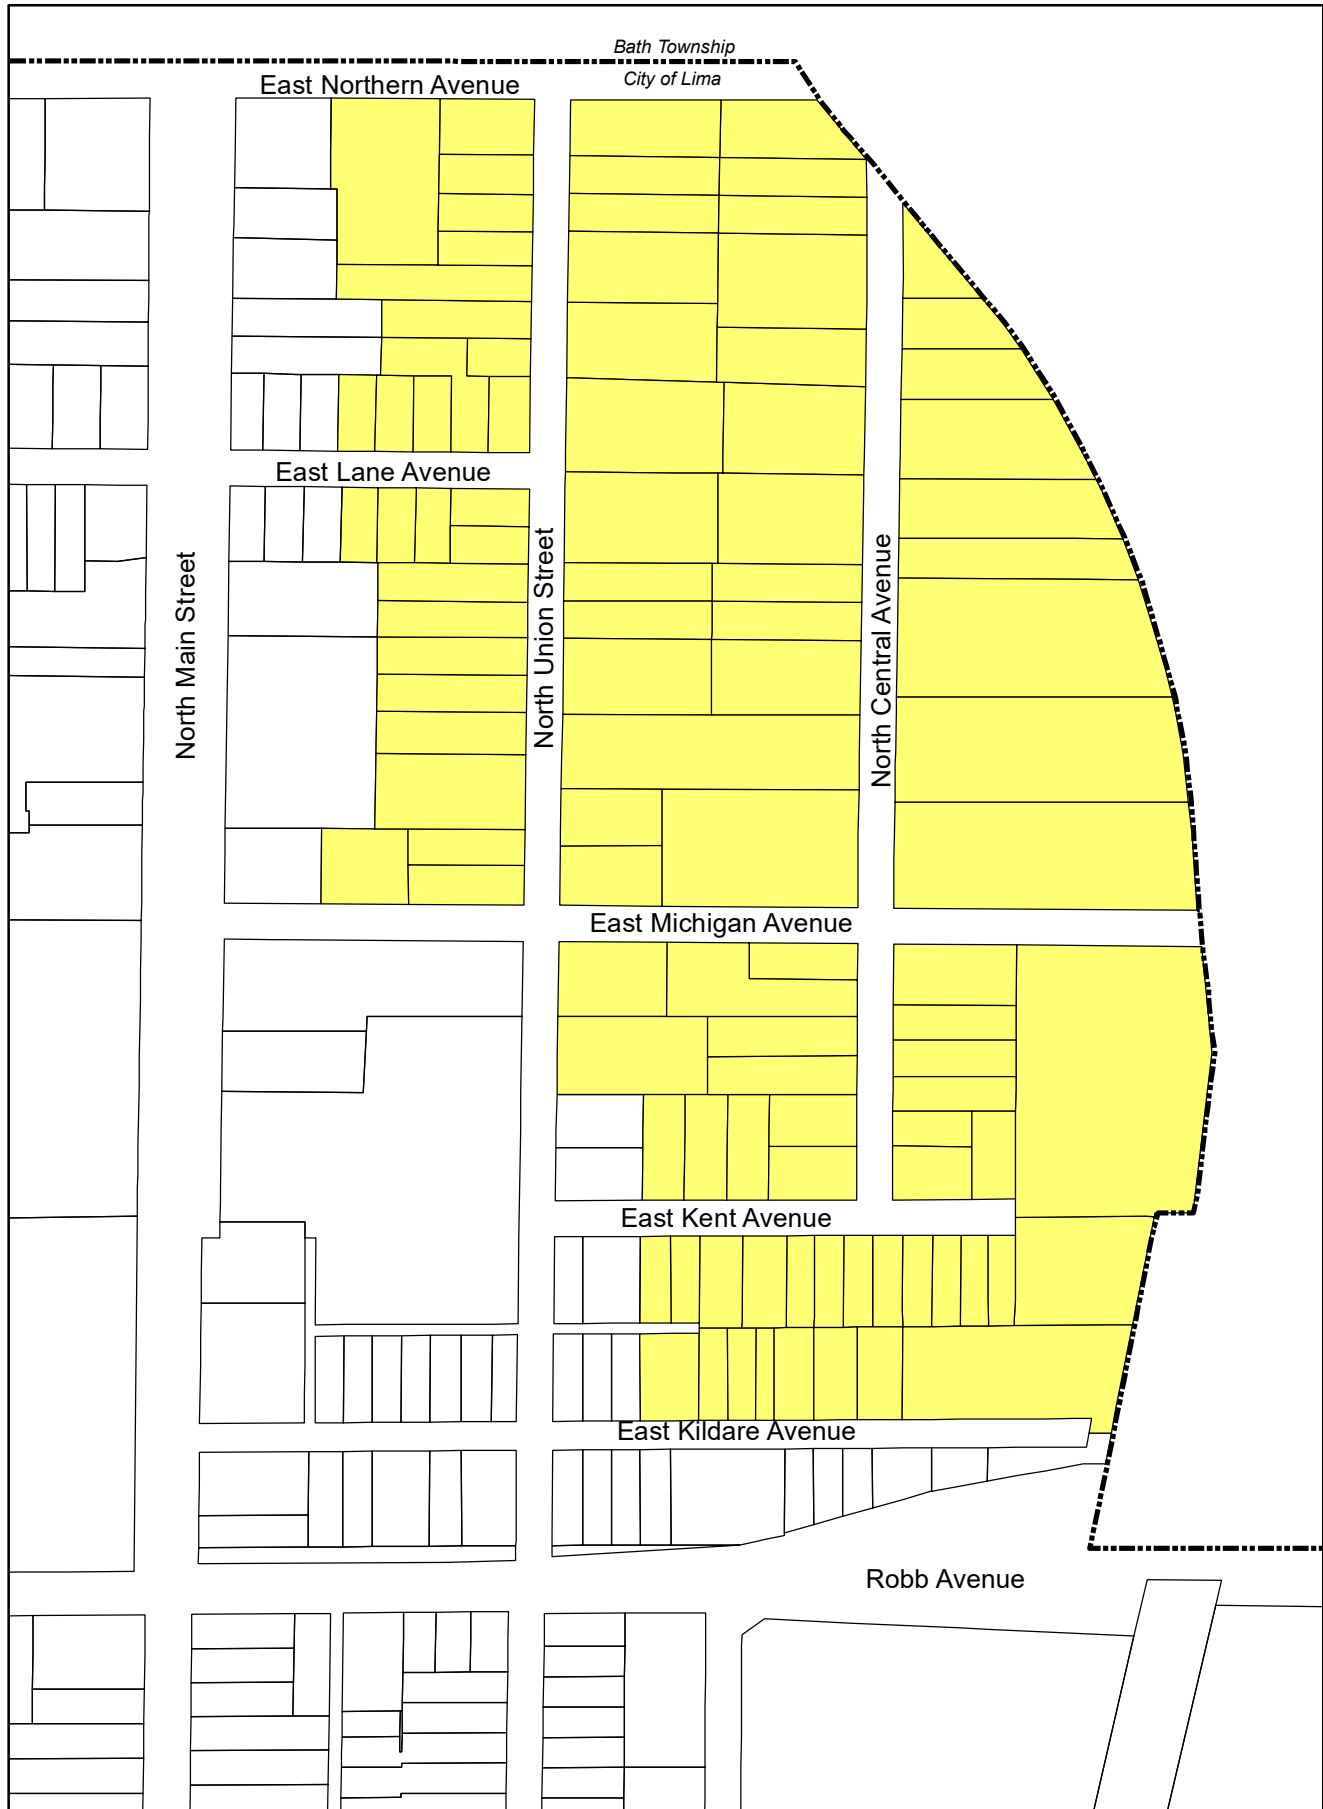 Bath Township
City of Lima
East Northern Avenue
East Lane Avenue
North Main Street
North Union Street
North Central Avenue
East Michigan Avenue
East Kent Avenue
East Kildare Avenue
Robb Avenue